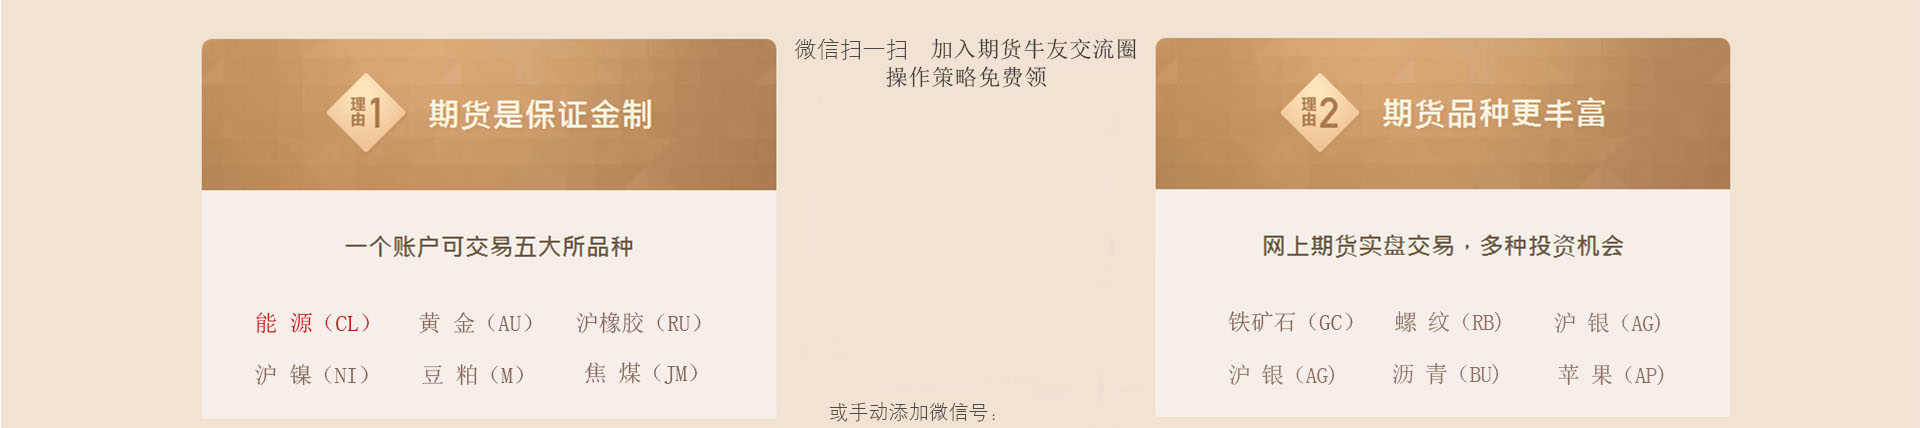 理由1 期货是保证金制
一个账户可交易五大所品种
能 源（CL） 黄 金（AU） 沪橡胶（RU）
沪 镍（NI） 豆 粕（M） 焦 煤（JM）
微信扫一扫 加入期货牛友交流圈
操作策略免费领
或手动添加微信号：
理由2 期货品种更丰富
网上期货实盘交易，多种投资机会
铁矿石（GC） 螺 纹（RB） 沪 银（AG）
沪 银（AG） 沥 青（BU） 苹 果（AP）